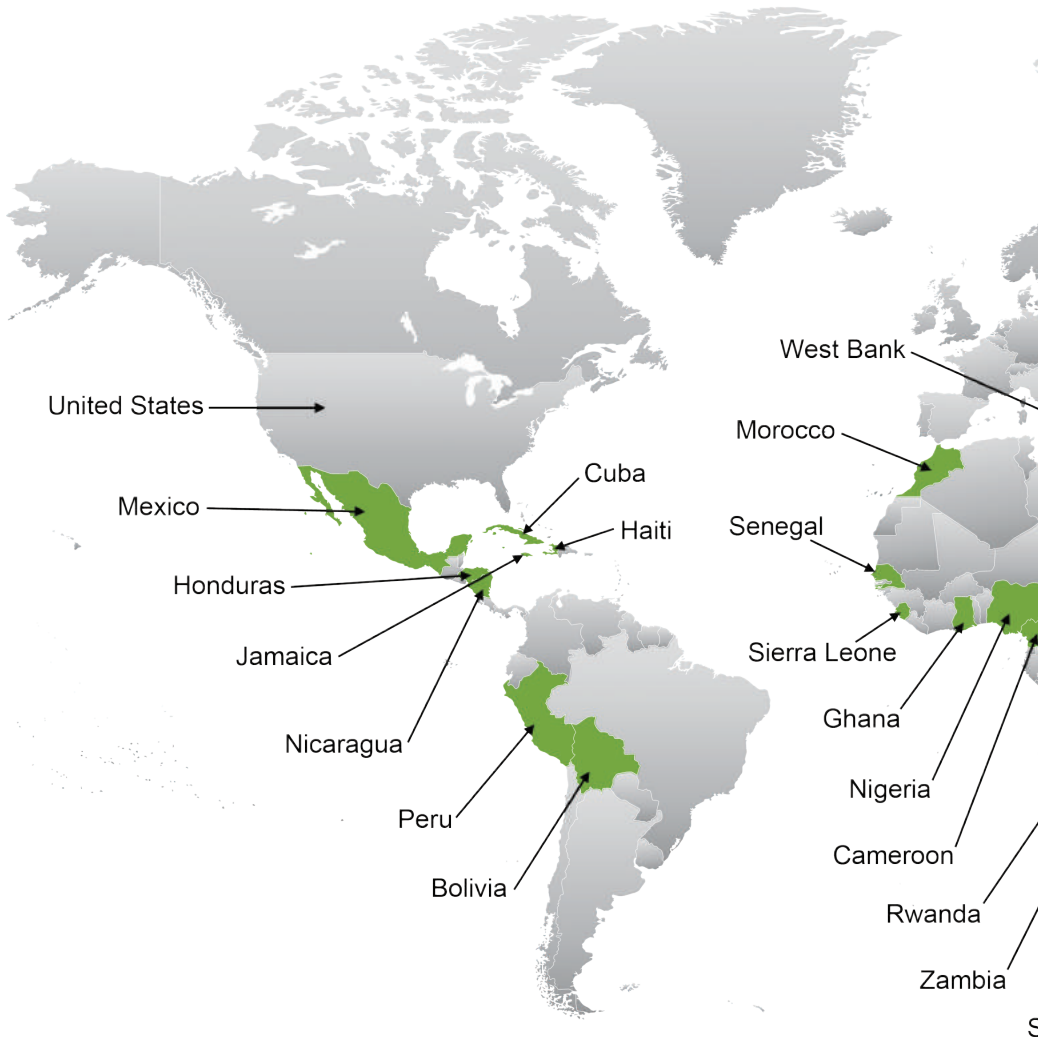 West Bank
United States
Morocco
Cuba
Mexico
Senegal
Haiti
Honduras
Sierra Leone
Jamaica
Ghana
Nicaragua
Nigeria
Peru
Cameroon
Bolivia
Rwanda
Zambia
S